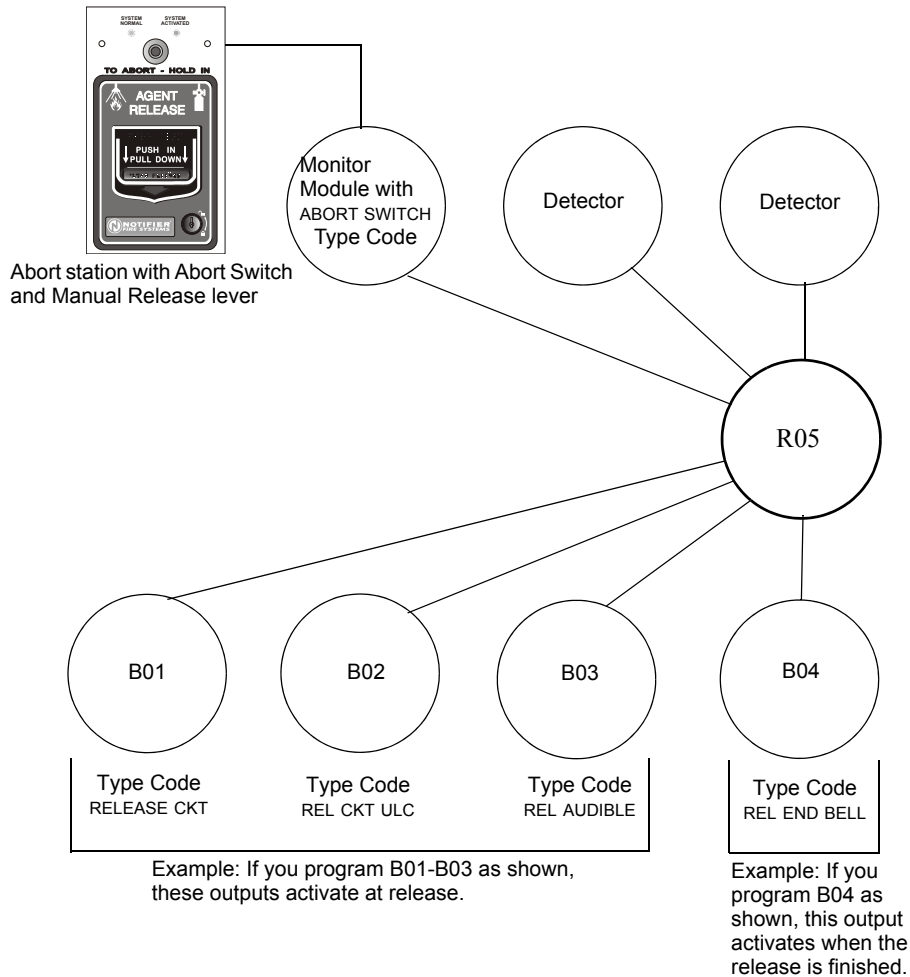 SYSTEM NORMAL
SYSTEM ACTIVATED
TO ABORT - HOLD IN
AGENT
RELEASE
PUSH IN
PULL DOWN
NOTIFIER
FIRE SYSTEMS
Abort station with Abort Switch
and Manual Release lever
Monitor
Module with
ABORT SWITCH
Type Code
Detector
Detector
R05
B01
B02
B03
B04
Type Code
RELEASE CKT
Type Code
REL CKT ULC
Type Code
REL AUDIBLE
Type Code
REL END BELL
Example: If you program B01-B03 as shown,
these outputs activate at release.
Example: If you
program B04 as
shown, this output
activates when the
release is finished.